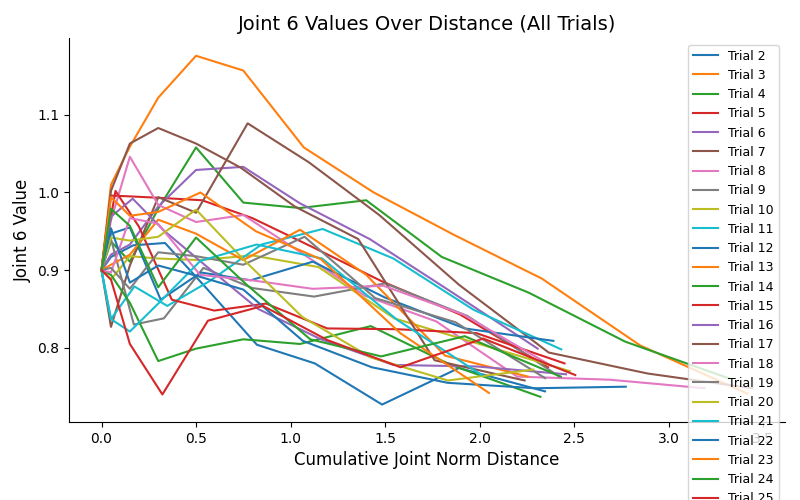 Joint 6 Values Over Distance (All Trials)
Joint 6 Value
1.1
1.0
0.9
0.8
0.0
0.5
1.0
1.5
2.0
2.5
3.0
3.5
Cumulative Joint Norm Distance
Trial 2
Trial 3
Trial 4
Trial 5
Trial 6
Trial 7
Trial 8
Trial 9
Trial 10
Trial 11
Trial 12
Trial 13
Trial 14
Trial 15
Trial 16
Trial 17
Trial 18
Trial 19
Trial 20
Trial 21
Trial 22
Trial 23
Trial 24
Trial 25